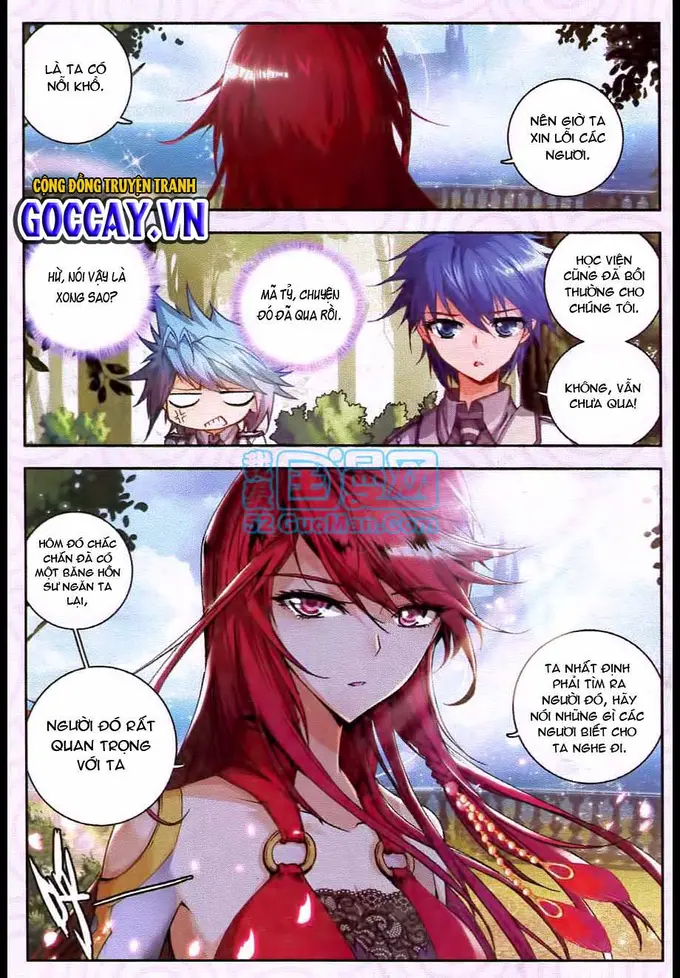 LÀ TA CÓ
NỖI KHỔ.
NÊN GIỜ TA
XIN LỖI CÁC
NGƯƠI.
CỘNG ĐỒNG TRUYỆN TRANH
GOCCAY.VN
HỪ, NÓI VẬY LÀ
XONG SAO?
MÃ TỶ, CHUYỆN
ĐÓ ĐÃ QUA RỒI.
HỌC VIỆN
CŨNG ĐÃ BỒI
THƯỜNG CHO
CHÚNG TÔI.
KHÔNG, VẪN
CHƯA QUA!
52GuoMan.Com
HÔM ĐÓ CHẮC
CHẮN ĐÃ CÓ
MỘT BĂNG HỒN
SƯ NGĂN TA
LẠI,
NGƯỜI ĐÓ RẤT
QUAN TRỌNG
VỚI TA
TA NHẤT ĐỊNH
PHẢI TÌM RA
NGƯỜI ĐÓ, HÃY
NÓI NHỮNG GÌ CÁC
NGƯƠI BIẾT CHO
TA NGHE ĐI.